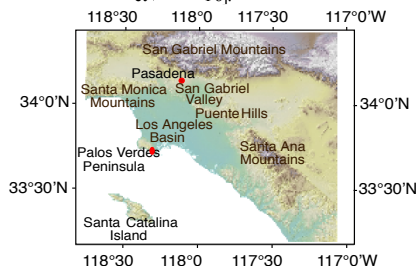 118°30' 118°0' 117°30' 117°0'W
San Gabriel Mountains
Pasadena
Santa Monica
Mountains
San Gabriel
Valley
34°0'N
34°0'N
Puente Hills
Los Angeles
Basin
Santa Ana
Mountains
Palos Verdes
Peninsula
33°30'N
33°30'N
Santa Catalina
Island
118°30' 118°0' 117°30' 117°0'W